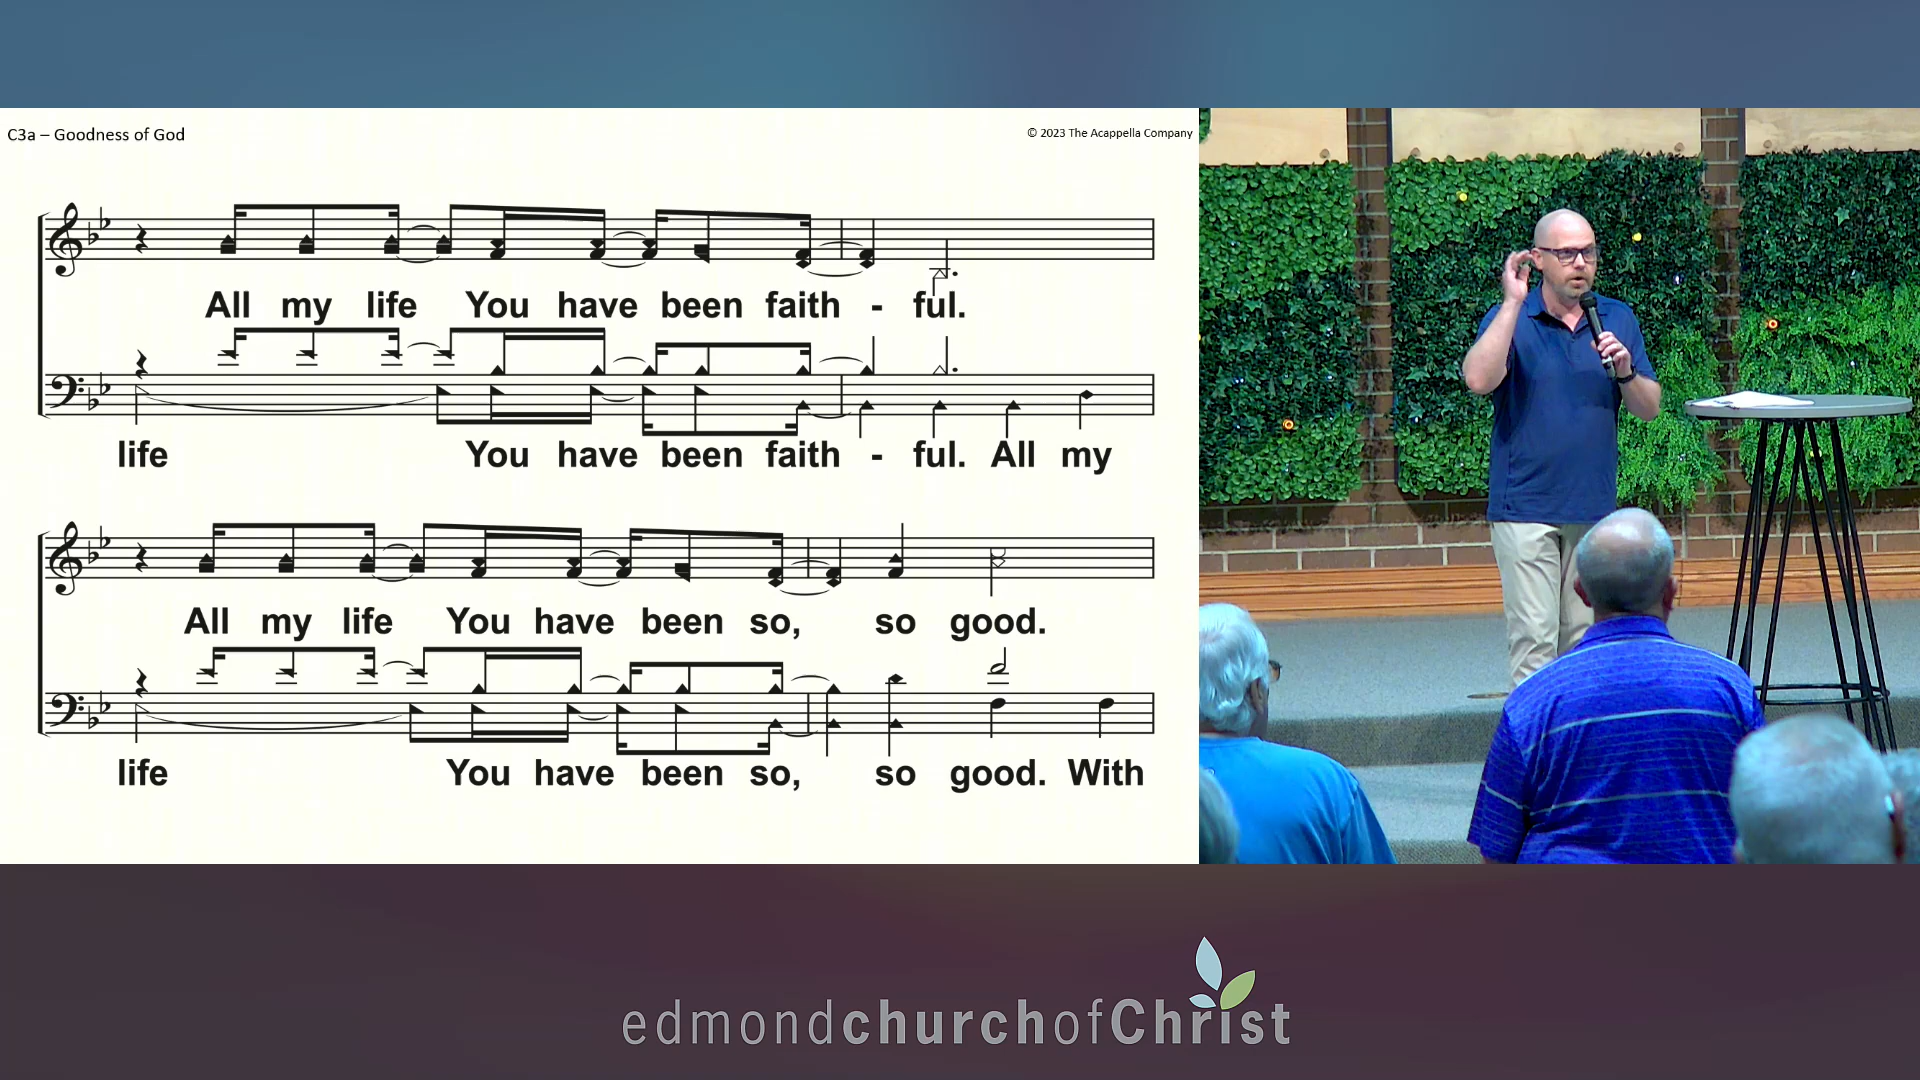 C3a – Goodness of God
© 2023 The Acappella Company
All my life You have been faith - ful.
life You have been faith - ful. All my
All my life You have been so, so good.
life You have been so, so good. With
edmondchurchofChrist